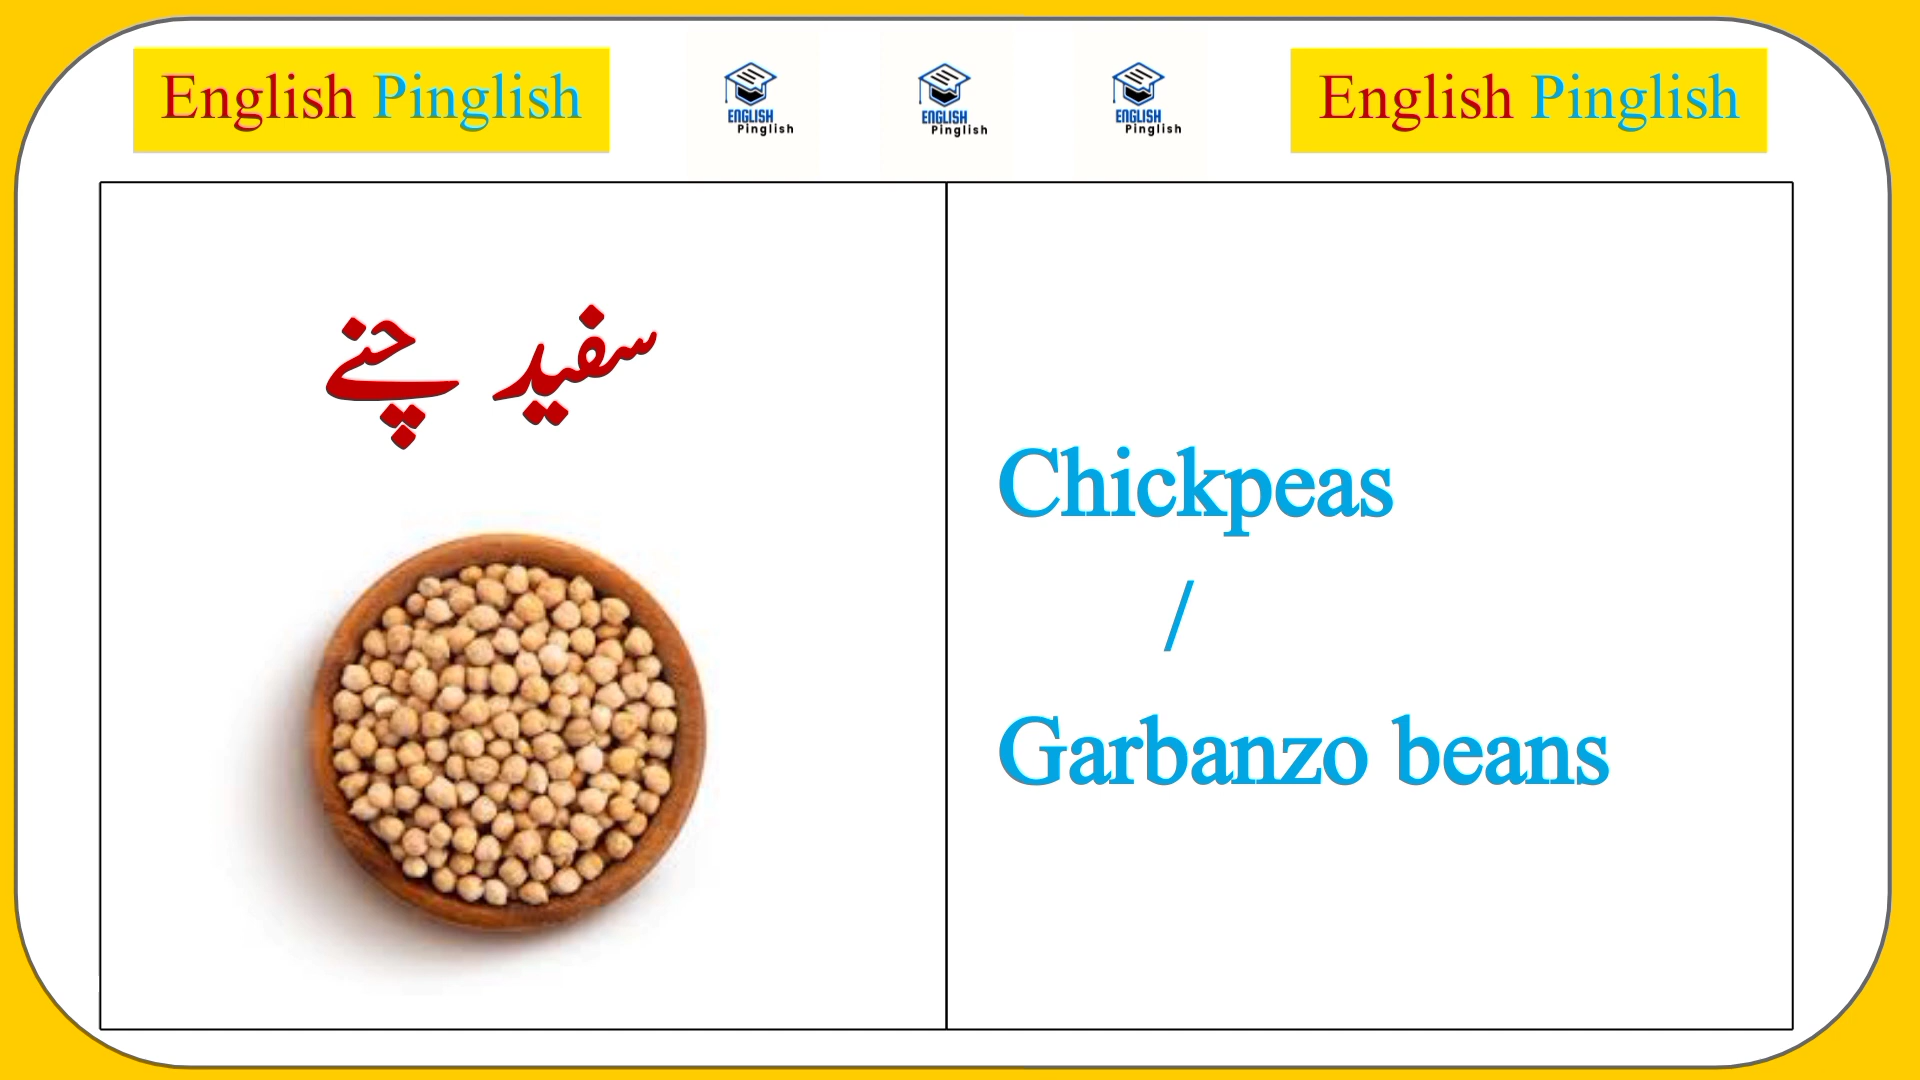 English Pinglish
ENGLISH
Pinglish
ENGLISH
Pinglish
ENGLISH
Pinglish
English Pinglish
سفید چنے
Chickpeas
/
Garbanzo beans